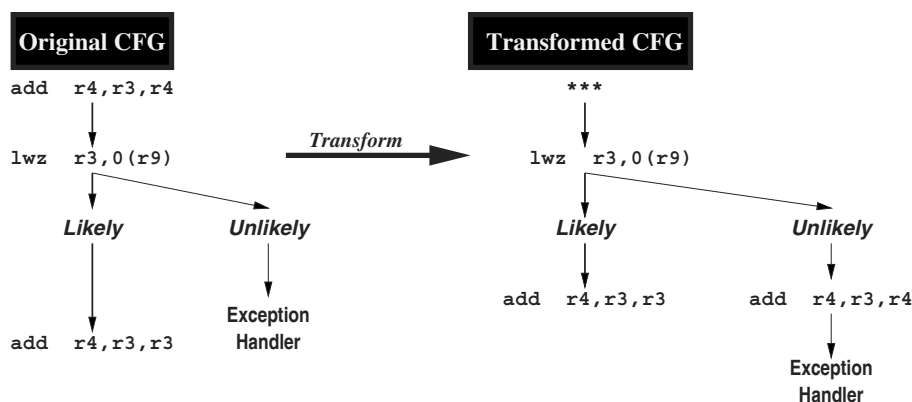 Original CFG
Transformed CFG
add r4,r3,r4
***
Transform
lwz r3,0(r9)
lwz r3,0(r9)
Likely
Unlikely
Likely
Unlikely
add r4,r3,r3
add r4,r3,r4
Exception
Handler
add r4,r3,r3
Exception
Handler